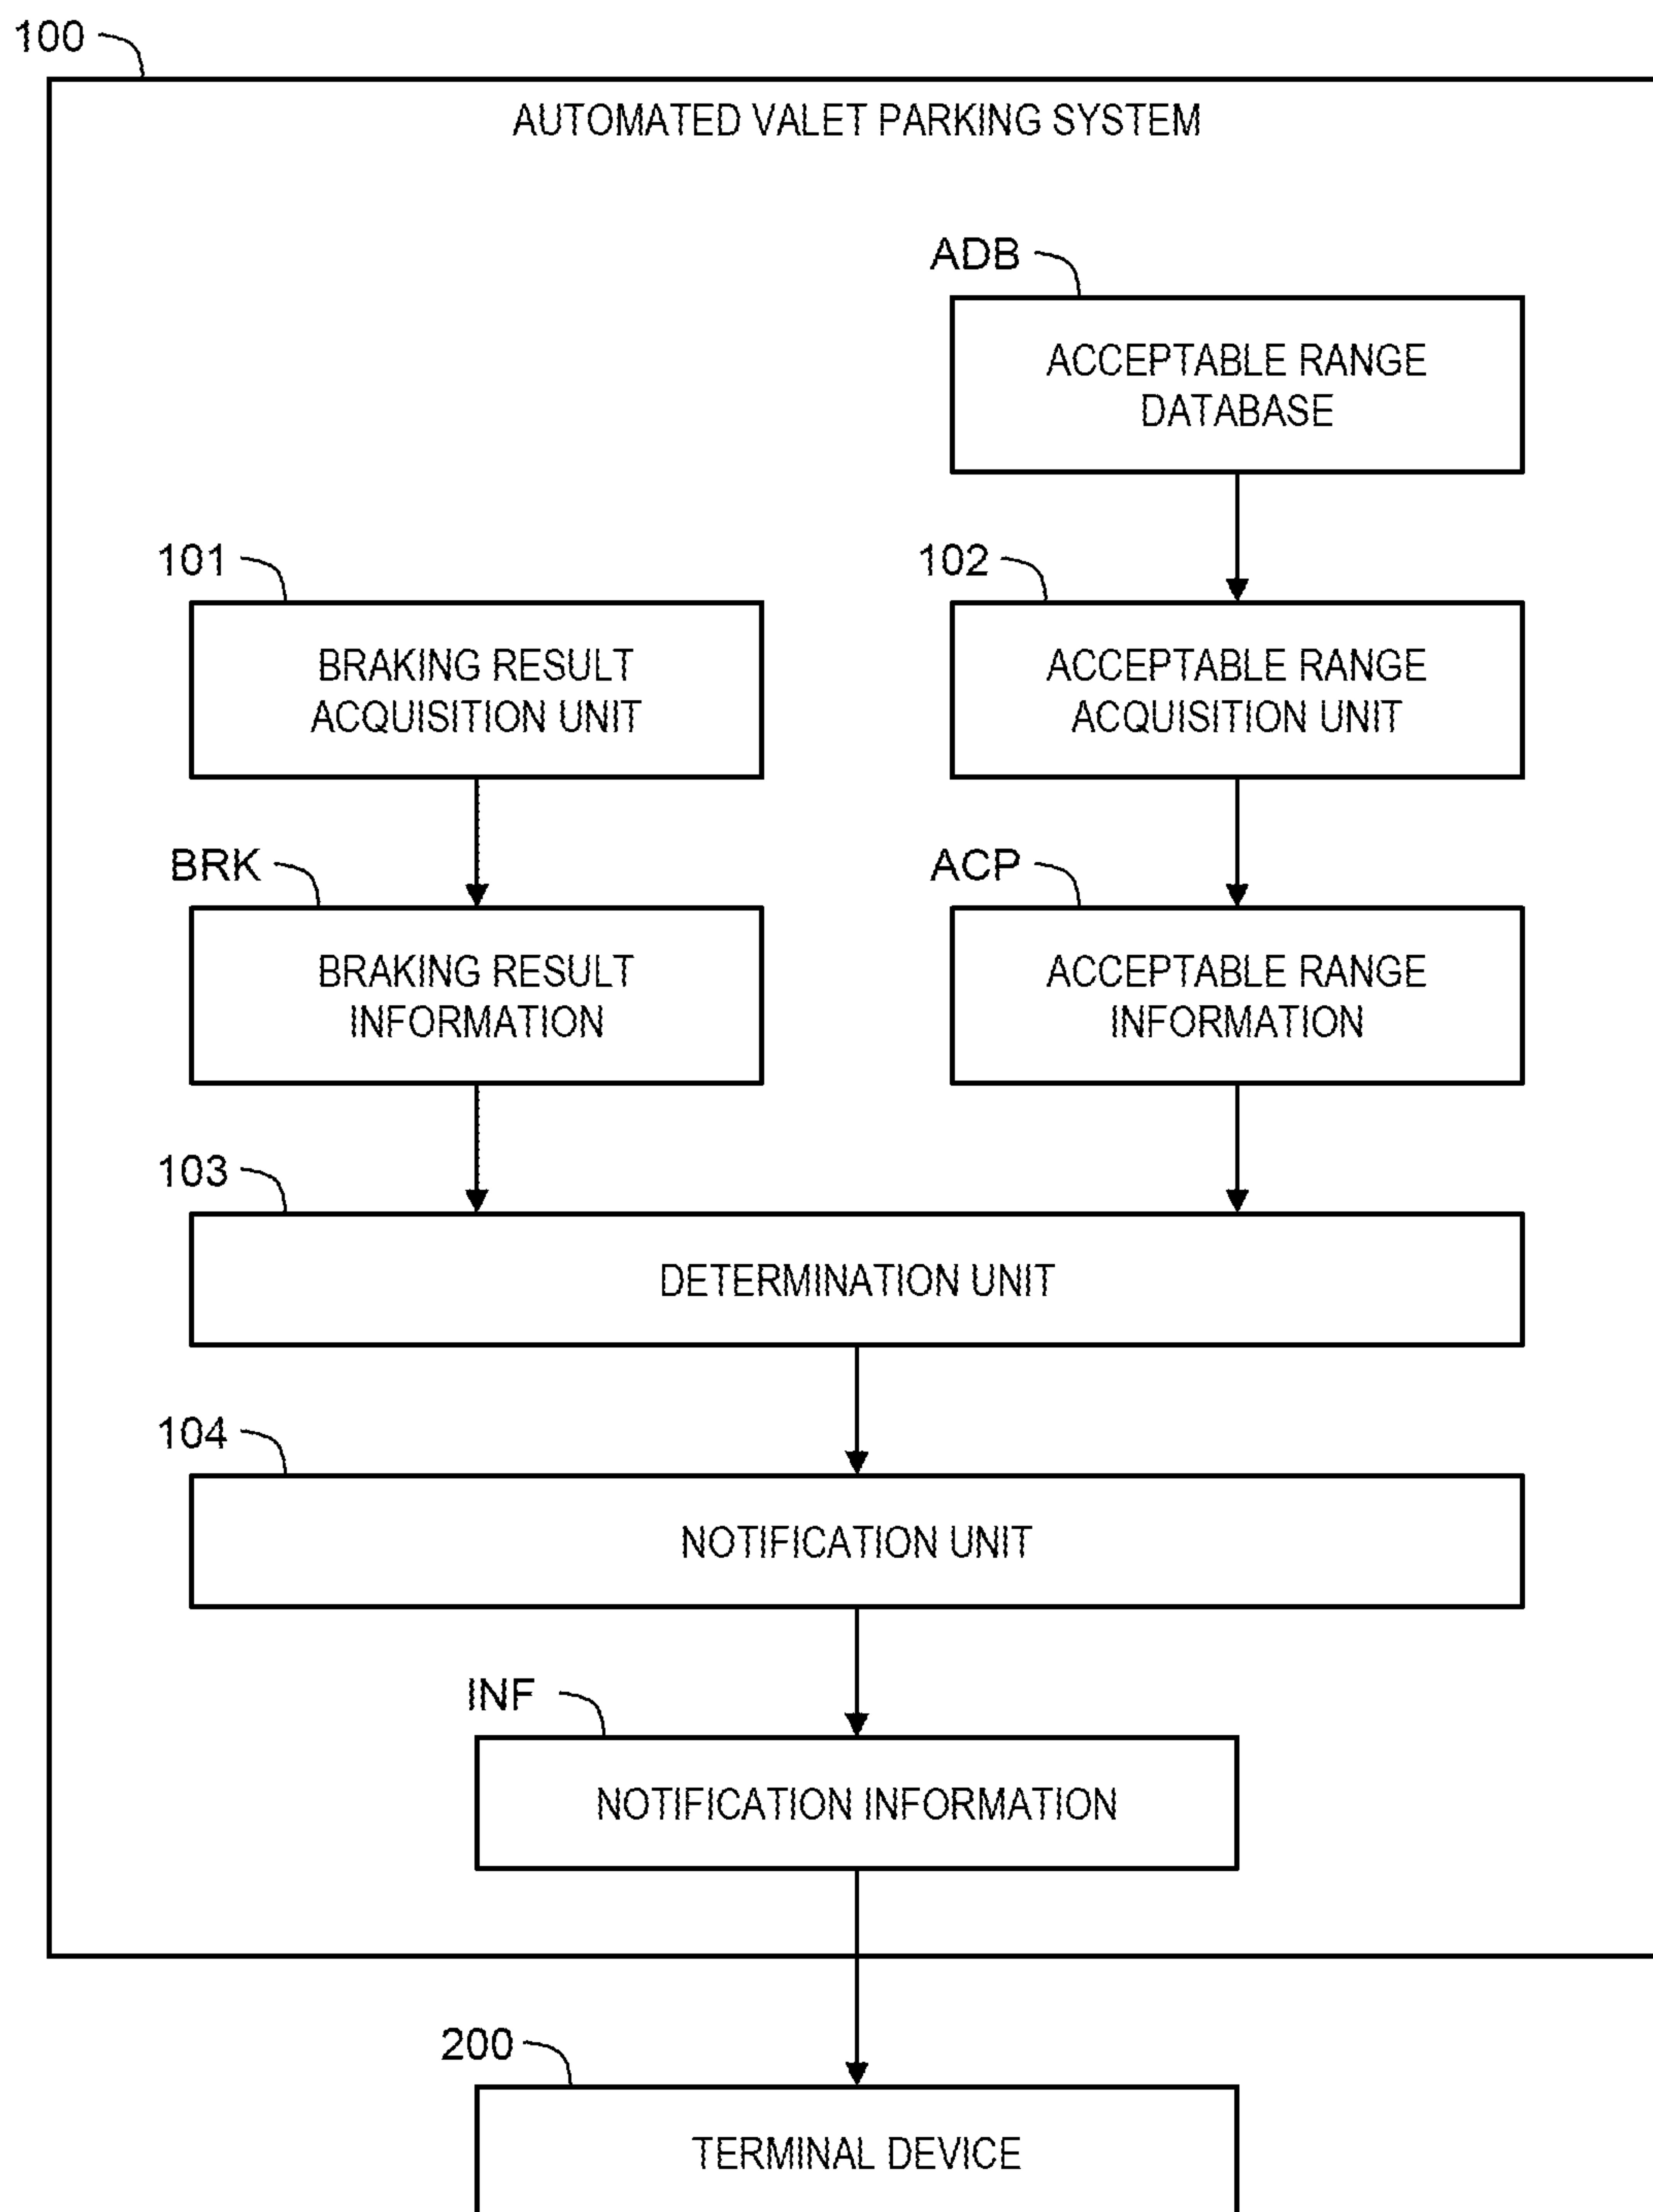 100
AUTOMATED VALET PARKING SYSTEM
ADB
ACCEPTABLE RANGE
DATABASE
101
BRAKING RESULT
ACQUISITION UNIT
102
ACCEPTABLE RANGE
ACQUISITION UNIT
BRK
BRAKING RESULT
INFORMATION
ACP
ACCEPTABLE RANGE
INFORMATION
103
DETERMINATION UNIT
104
NOTIFICATION UNIT
INF
NOTIFICATION INFORMATION
200
TERMINAL DEVICE